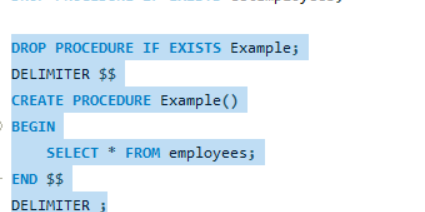 DROP PROCEDURE IF EXISTS Example;
DELIMITER $$
CREATE PROCEDURE Example()
BEGIN
SELECT * FROM employees;
END $$
DELIMITER ;